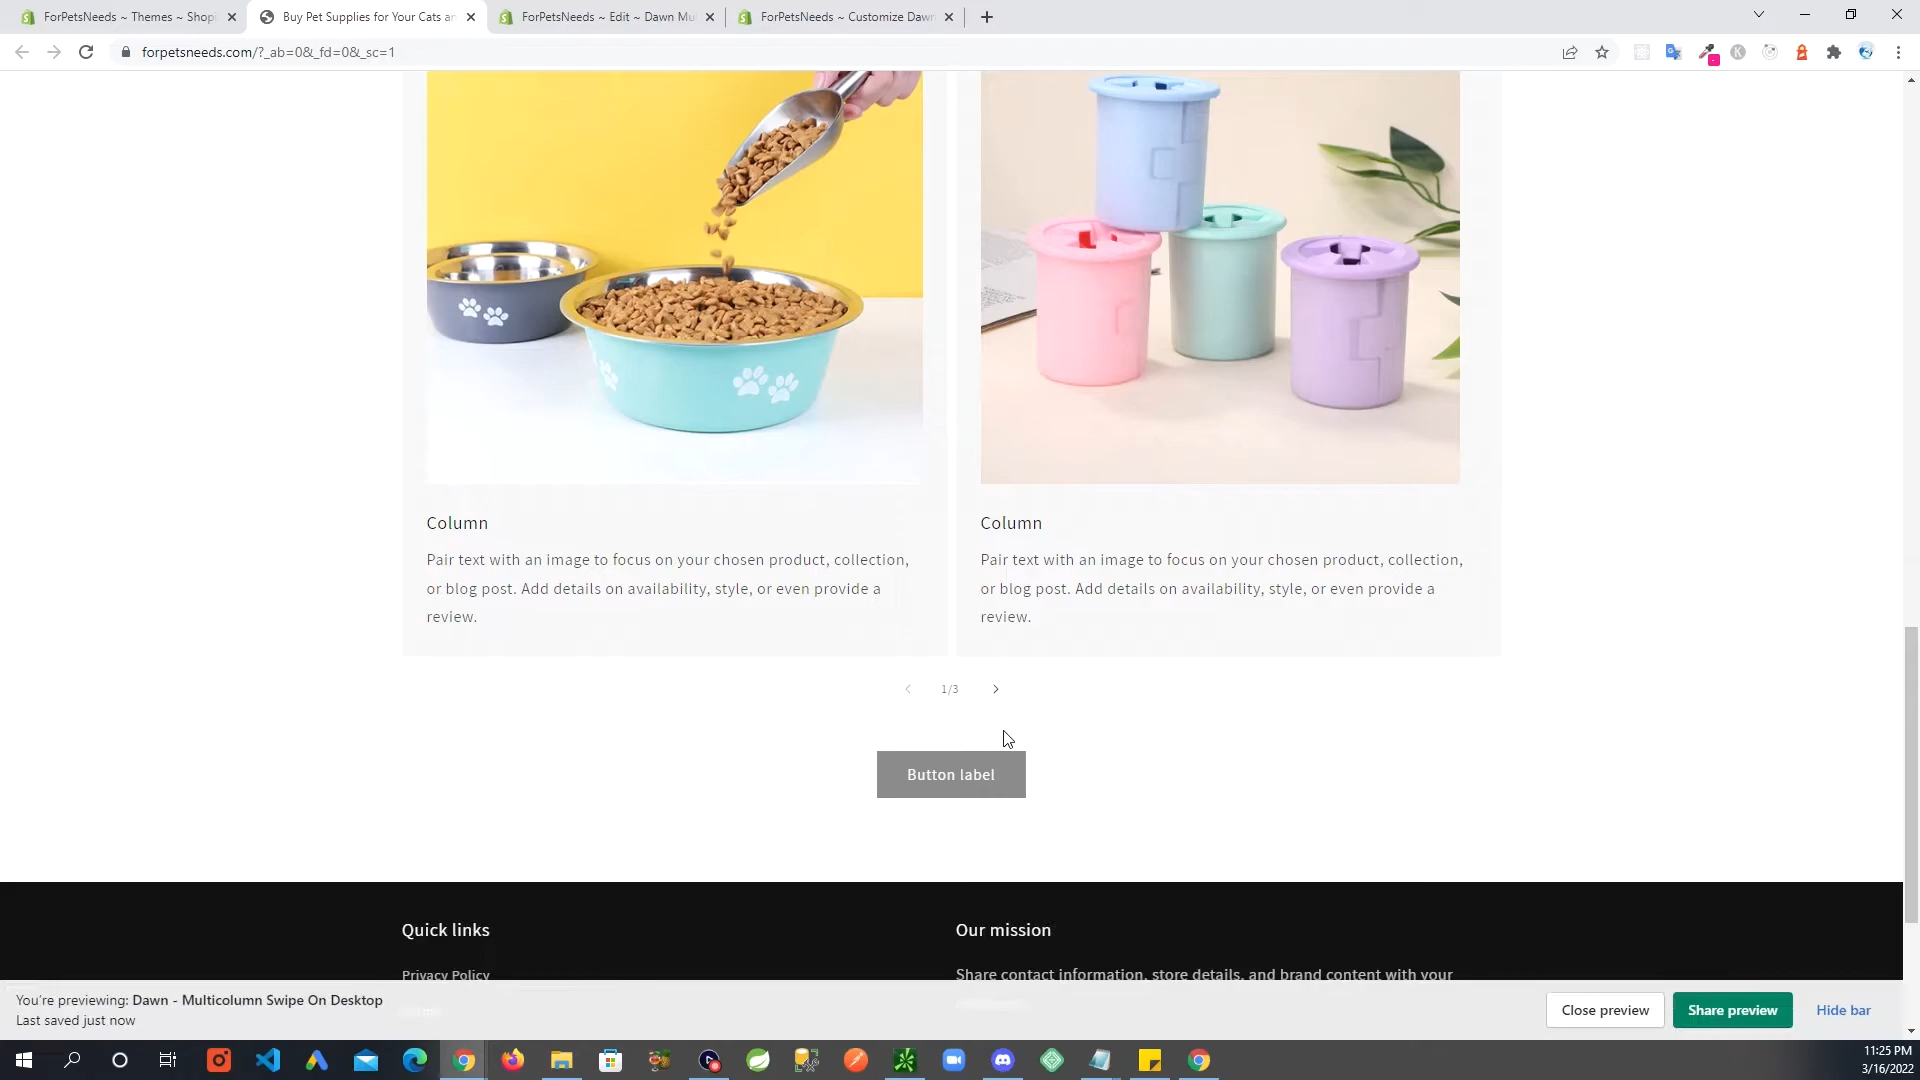 ForPetsNeeds ~ Themes ~ Shopi
Buy Pet Supplies for Your Cats an
ForPetsNeeds ~ Edit ~ Dawn Mul
ForPetsNeeds ~ Customize Dawn
forpetsneeds.com/?_ab=0&_fd=0&_sc=1
Column
Pair text with an image to focus on your chosen product, collection,
or blog post. Add details on availability, style, or even provide a
review.
Column
Pair text with an image to focus on your chosen product, collection,
or blog post. Add details on availability, style, or even provide a
review.
1/3
Button label
Quick links
Our mission
Privacy Policy
Share contact information, store details, and brand content with your
You're previewing: Dawn - Multicolumn Swipe On Desktop
Last saved just now
Close preview
Share preview
Hide bar
11:25 PM
3/16/2022